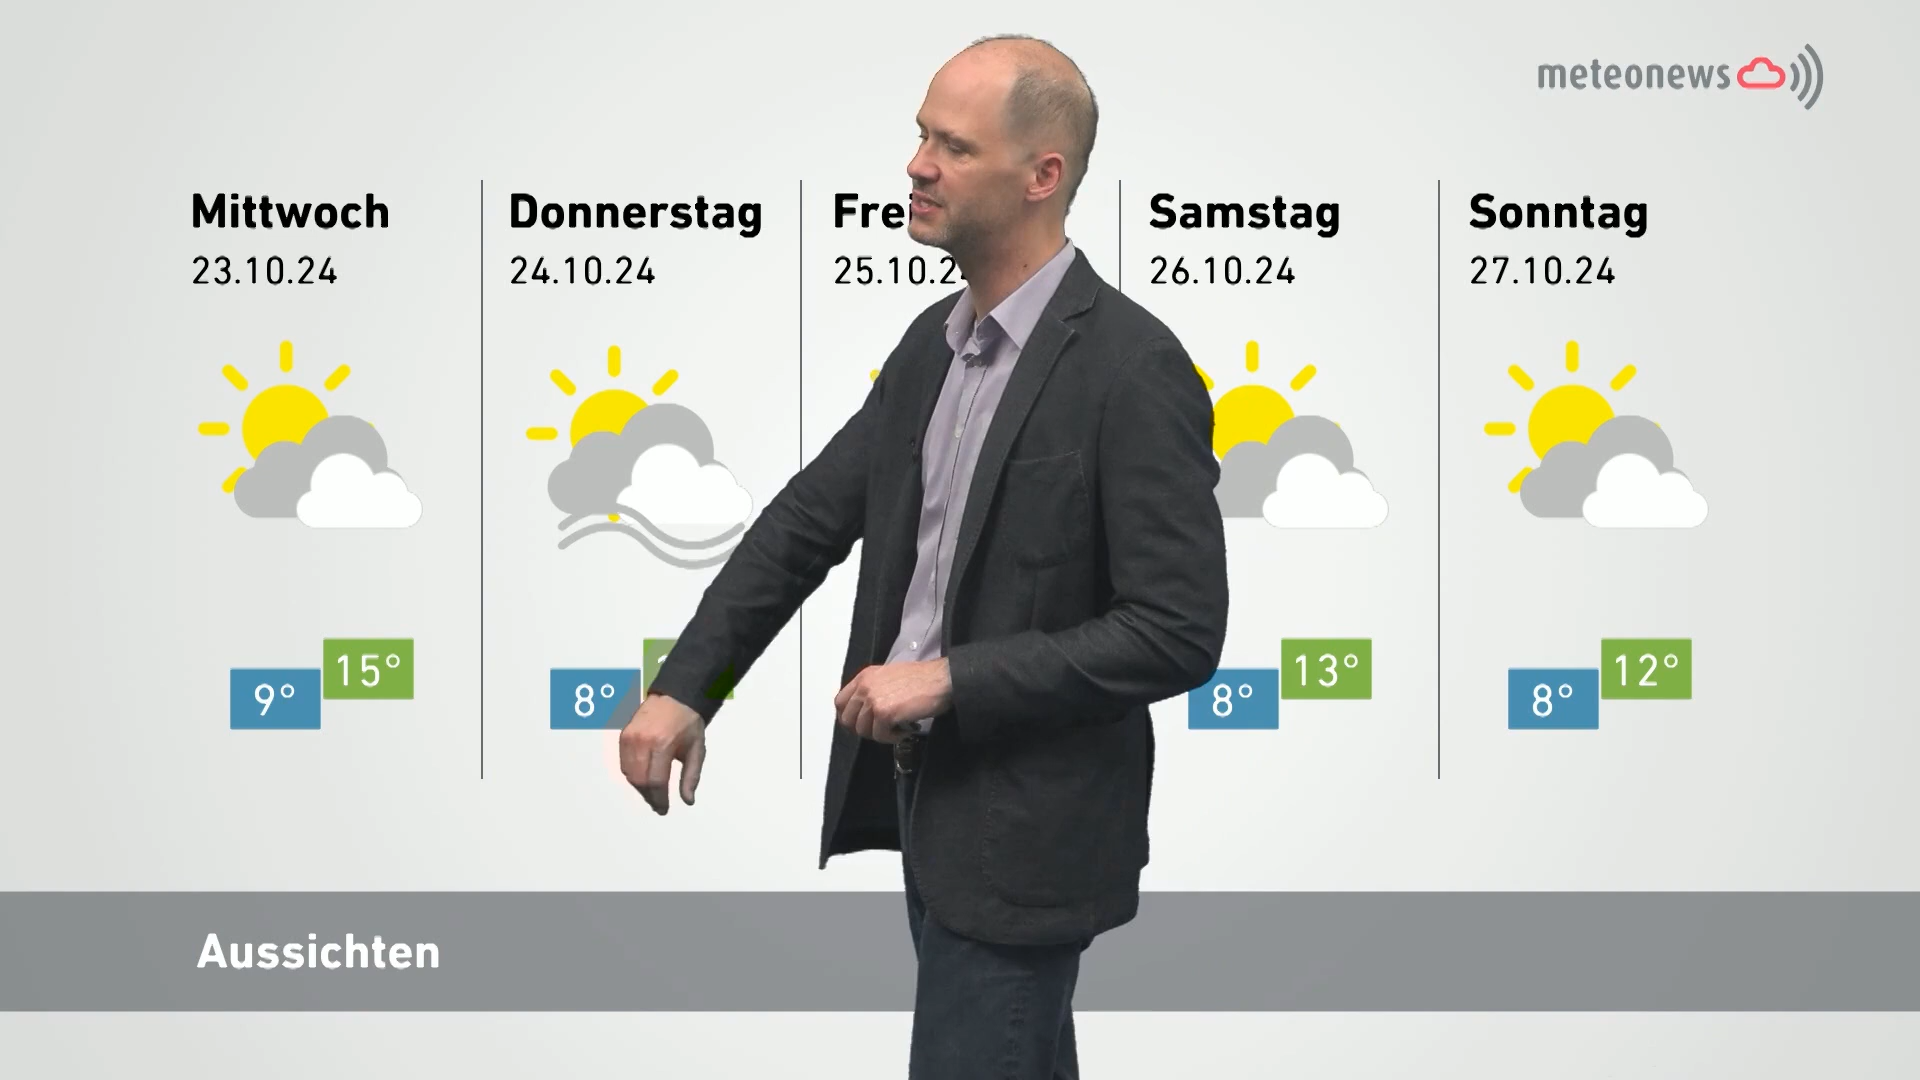 meteonews
Mittwoch
23.10.24
9° 15°
Donnerstag
24.10.24
8°
Samstag
26.10.24
8° 13°
Sonntag
27.10.24
8° 12°
Aussichten